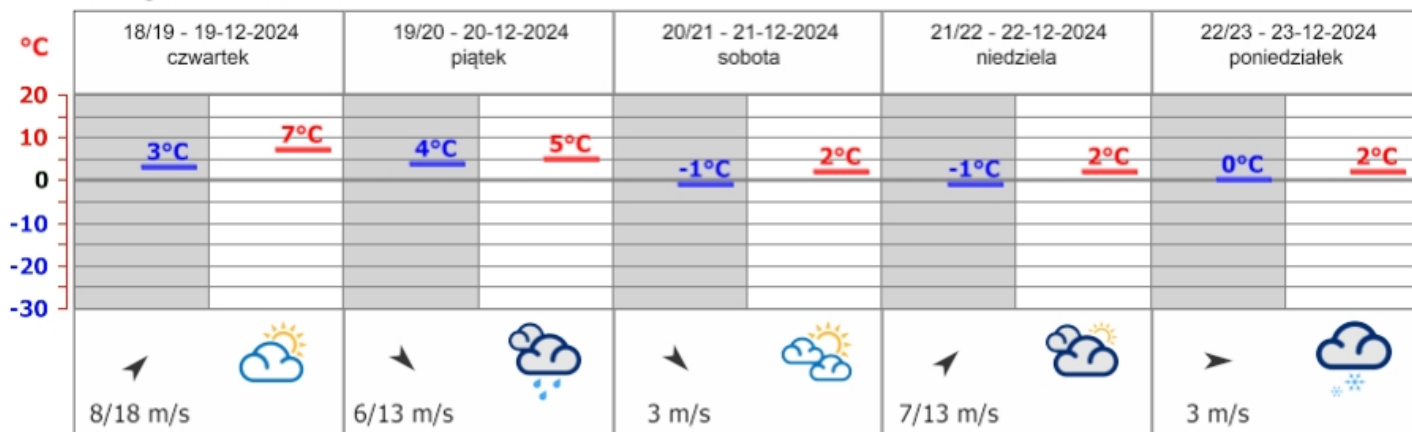 °C
18/19 - 19-12-2024
czwartek
19/20 - 20-12-2024
piątek
20/21 - 21-12-2024
sobota
21/22 - 22-12-2024
niedziela
22/23 - 23-12-2024
poniedziałek
20
10
0
-10
-20
-30
3°C
7°C
4°C
5°C
-1°C
2°C
-1°C
2°C
0°C
2°C
8/18 m/s
6/13 m/s
3 m/s
7/13 m/s
3 m/s